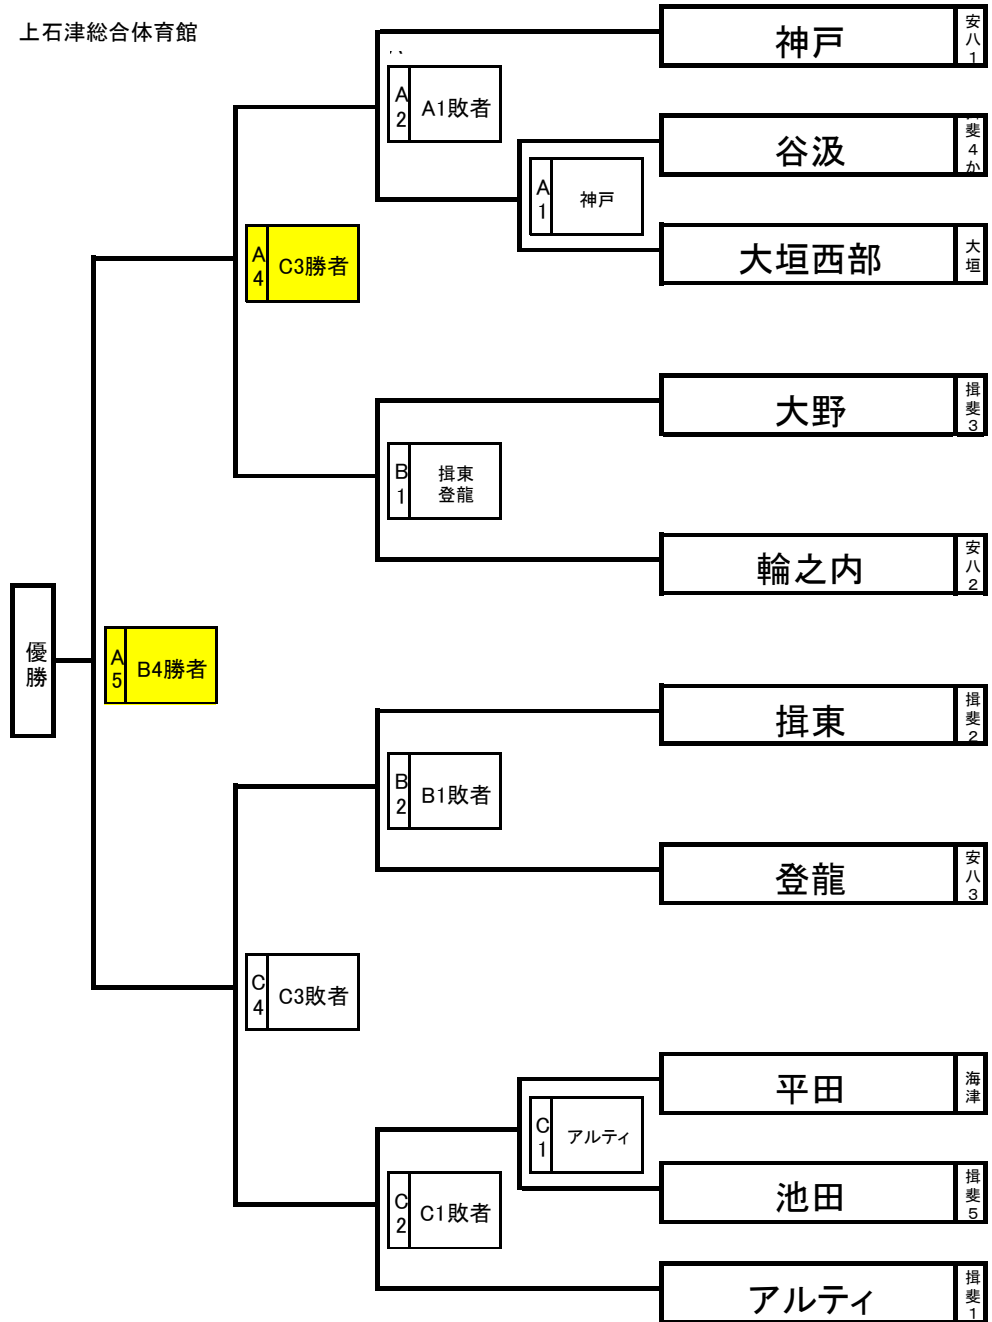 上石津総合体育館
神戸
安八1
A2
A1敗者
谷汲
斐4か
A1
神戸
大垣西部
大垣
A4
C3勝者
大野
揖斐3
B1
揖東
登龍
輪之内
安八2
優勝
A5
B4勝者
揖東
揖斐2
B2
B1敗者
登龍
安八3
C4
C3敗者
平田
海津
C1
アルティ
池田
揖斐5
C2
C1敗者
アルティ
揖斐1